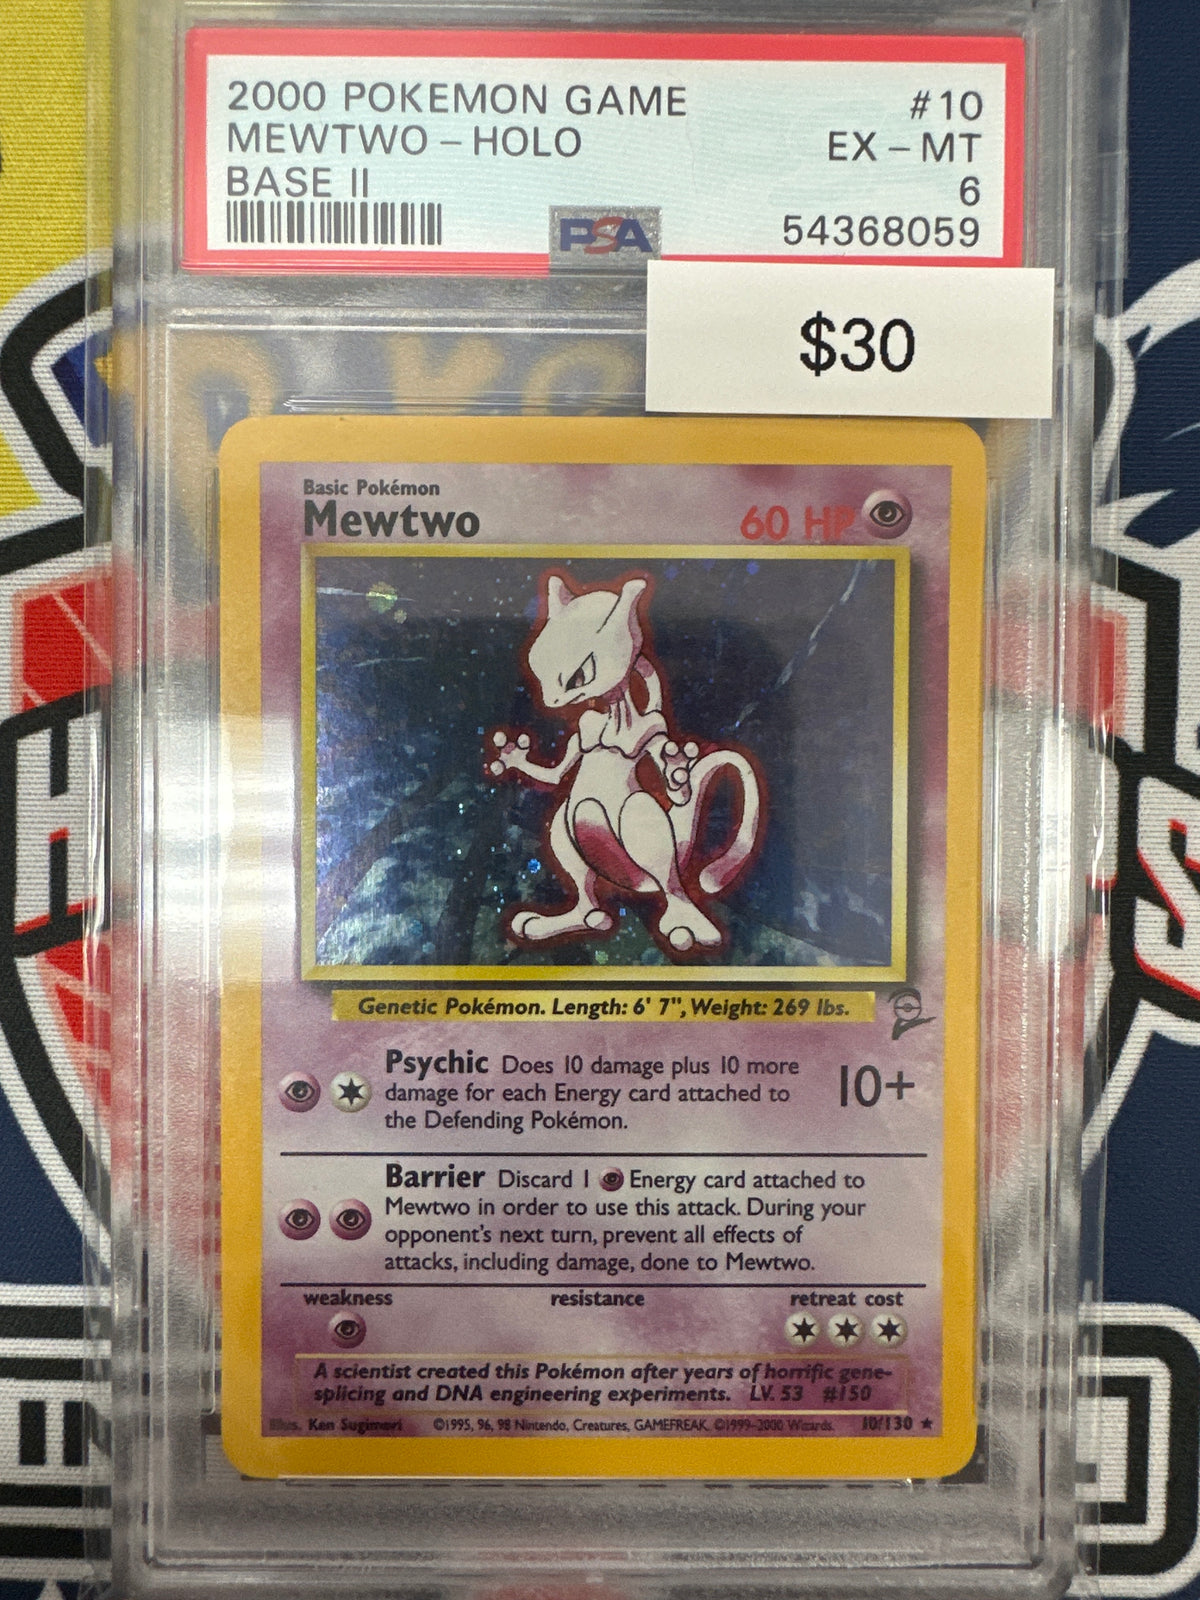 2000 POKEMON GAME #10
MEWTWO - HOLO EX - MT
BASE II 6
PSA 54368059
$30
Basic Pokémon
Mewtwo 60 HP
Genetic Pokémon. Length: 6' 7", Weight: 269 lbs.
Psychic Does 10 damage plus 10 more
damage for each Energy card attached to
the Defending Pokémon.
10+
Barrier Discard 1 Energy card attached to
Mewtwo in order to use this attack. During your
opponent's next turn, prevent all effects of
attacks, including damage, done to Mewtwo.
weakness resistance retreat cost
A scientist created this Pokémon after years of horrific gene-
splicing and DNA engineering experiments. LV. 53 #150
Illus. Ken Sugimori ©1995, 96, 98 Nintendo, Creatures, GAMEFREAK. ©1999-2000 Wizards. 10/130 ★